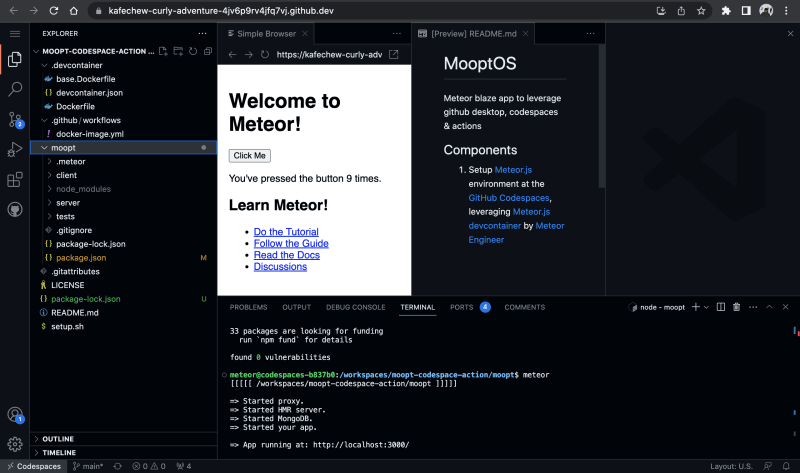 kafechew-curly-adventure-4jv6p9rv4jfq7vj.github.dev
EXPLORER
MOOPT-CODESPACE-ACTION ...
.devcontainer
base.Dockerfile
devcontainer.json
Dockerfile
.github/workflows
docker-image.yml
moopt
.meteor
client
node_modules
server
tests
.gitignore
package-lock.json
package.json M
.gitattributes
LICENSE
package-lock.json U
README.md
setup.sh
OUTLINE
TIMELINE
2
1
Simple Browser
https://kafechew-curly-adv
Welcome to
Meteor!
Click Me
You've pressed the button 9 times.
Learn Meteor!
Do the Tutorial
Follow the Guide
Read the Docs
Discussions
[Preview] README.md
MooptOS
Meteor blaze app to leverage
github desktop, codespaces
& actions
Components
1. Setup Meteor.js
environment at the
GitHub Codespaces,
leveraging Meteor.js
devcontainer by Meteor
Engineer
PROBLEMS OUTPUT DEBUG CONSOLE TERMINAL PORTS 4 COMMENTS
node - moopt
33 packages are looking for funding
run `npm fund` for details
found 0 vulnerabilities
meteor@codespaces-b837b0:/workspaces/moopt-codespace-action/moopt$ meteor
[[[[[ /workspaces/moopt-codespace-action/moopt ]]]]]
=> Started proxy.
=> Started HMR server.
=> Started MongoDB.
=> Started your app.
=> App running at: http://localhost:3000/
Codespaces main* 0 0 4 Layout: U.S.